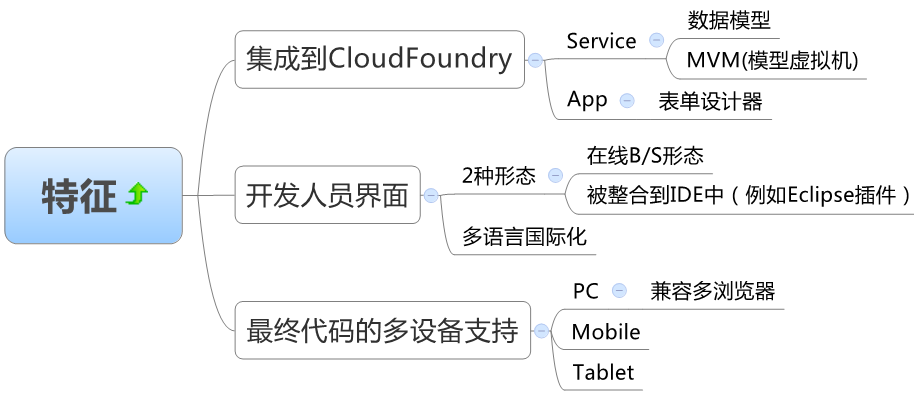 特征
集成到CloudFoundry
Service
数据模型
MVM(模型虚拟机)
App
表单设计器
开发人员界面
2种形态
在线B/S形态
被整合到IDE中（例如Eclipse插件）
多语言国际化
最终代码的多设备支持
PC
兼容多浏览器
Mobile
Tablet